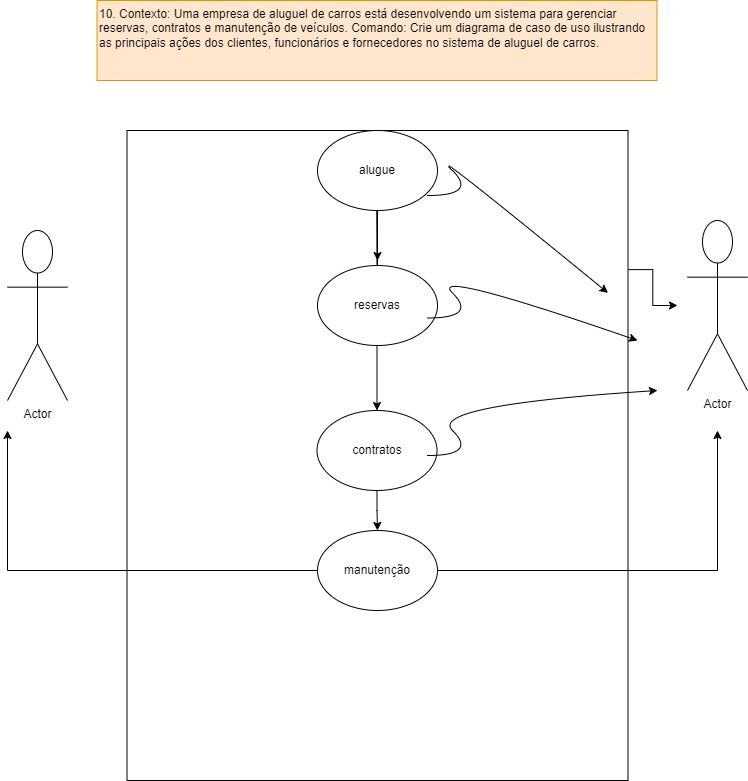 10. Contexto: Uma empresa de aluguel de carros está desenvolvendo um sistema para gerenciar
reservas, contratos e manutenção de veículos. Comando: Crie um diagrama de caso de uso ilustrando
as principais ações dos clientes, funcionários e fornecedores no sistema de aluguel de carros.
alugue
reservas
Actor
Actor
contratos
manutenção